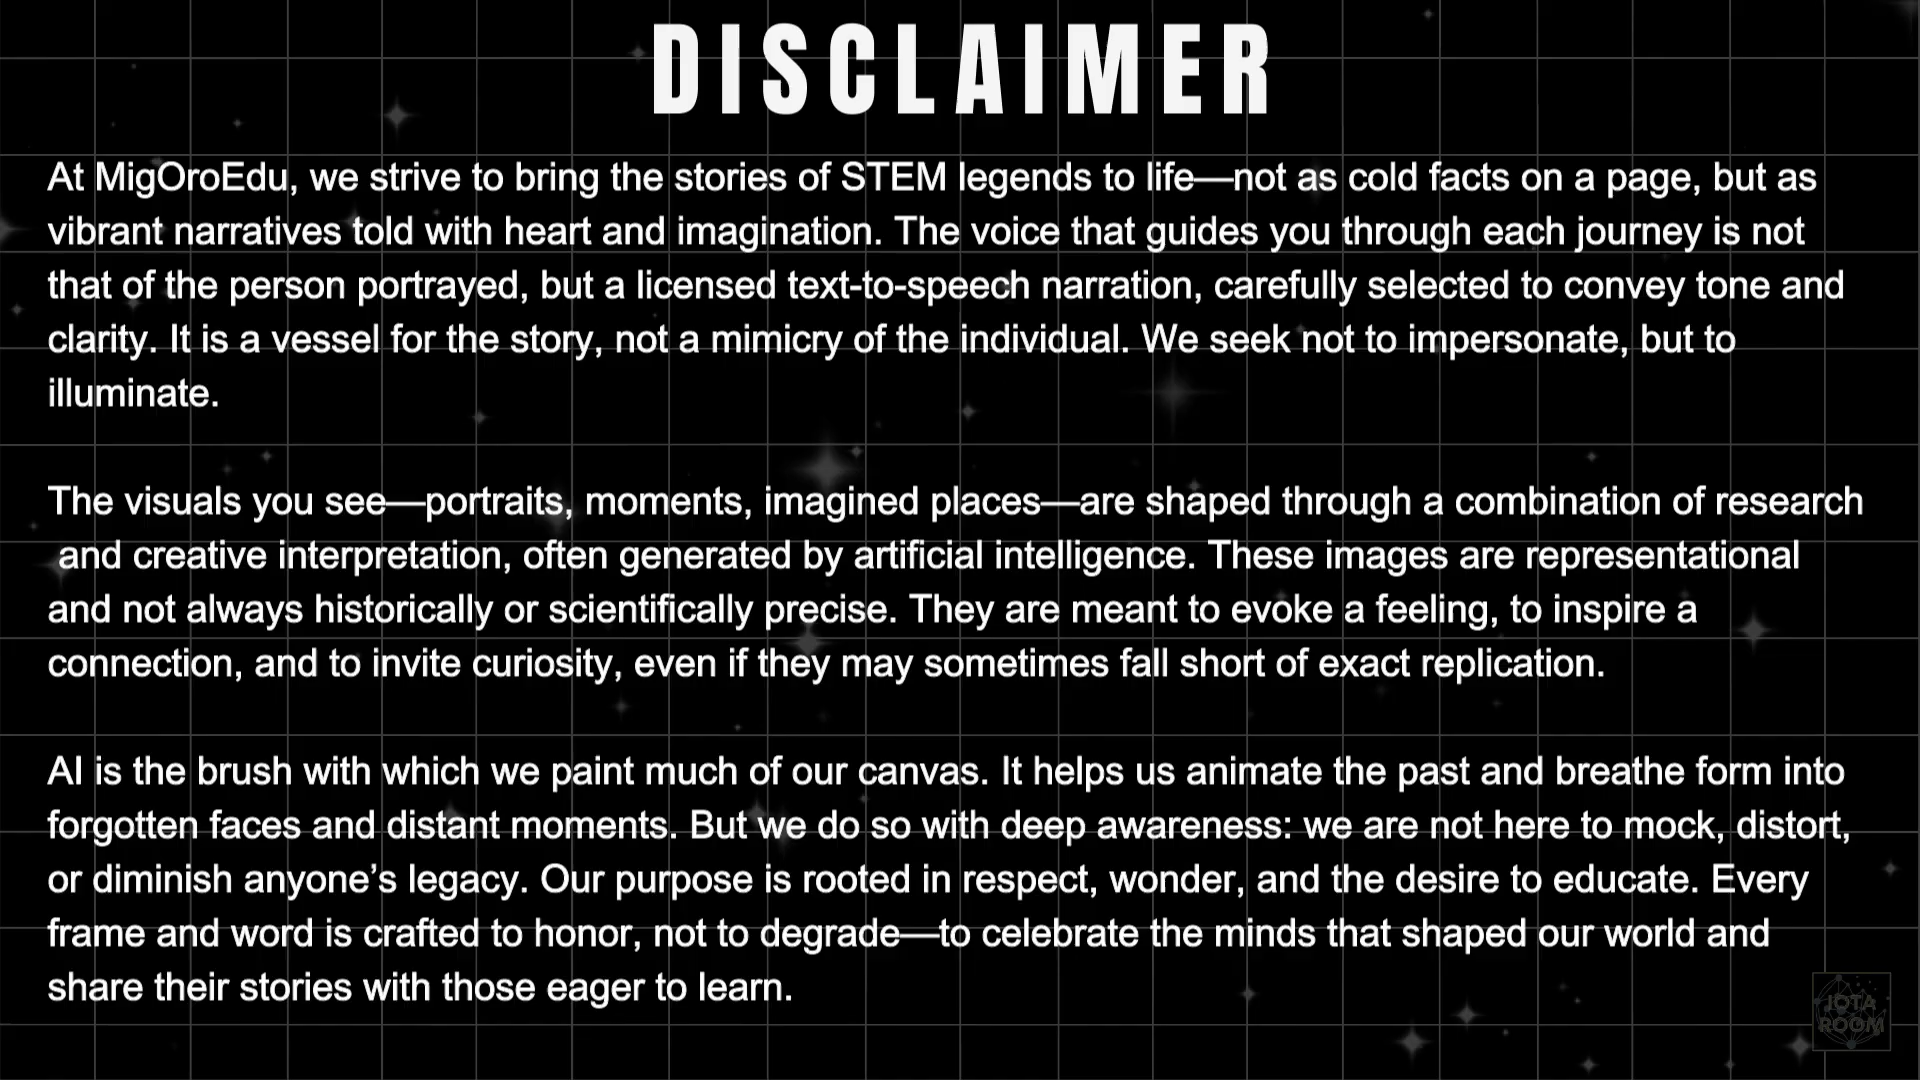 DISCLAIMER
At MigOroEdu, we strive to bring the stories of STEM legends to life—not as cold facts on a page, but as
vibrant narratives told with heart and imagination. The voice that guides you through each journey is not
that of the person portrayed, but a licensed text-to-speech narration, carefully selected to convey tone and
clarity. It is a vessel for the story, not a mimicry of the individual. We seek not to impersonate, but to
illuminate.
The visuals you see—portraits, moments, imagined places—are shaped through a combination of research
and creative interpretation, often generated by artificial intelligence. These images are representational
and not always historically or scientifically precise. They are meant to evoke a feeling, to inspire a
connection, and to invite curiosity, even if they may sometimes fall short of exact replication.
AI is the brush with which we paint much of our canvas. It helps us animate the past and breathe form into
forgotten faces and distant moments. But we do so with deep awareness: we are not here to mock, distort,
or diminish anyone’s legacy. Our purpose is rooted in respect, wonder, and the desire to educate. Every
frame and word is crafted to honor, not to degrade—to celebrate the minds that shaped our world and
share their stories with those eager to learn.
IOTA
ROOM